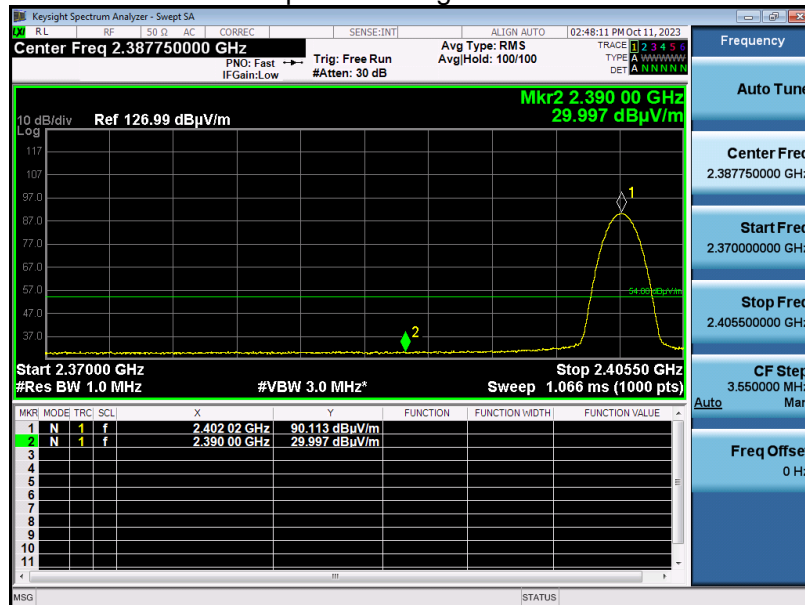 Keysight Spectrum Analyzer - Swept SA
LXI RL RF 50 Ω AC CORREC SENSE:INT ALIGN AUTO 02:48:11 PM Oct 11, 2023
Center Freq 2.387750000 GHz Avg Type: RMS TRACE 1 2 3 4 5 6
PNO: Fast Trig: Free Run Avg|Hold: 100/100 TYPE A WWWWW
IFGain:Low #Atten: 30 dB DET A N N N N N
Mkr2 2.390 00 GHz
10 dB/div Ref 126.99 dBµV/m 29.997 dBµV/m
Log
117
107
97.0
1
87.0
77.0
67.0
57.0
54.00 dBµV/m
47.0
37.0
2
Start 2.37000 GHz Stop 2.40550 GHz
#Res BW 1.0 MHz #VBW 3.0 MHz* Sweep 1.066 ms (1000 pts)
MKR MODE TRC SCL X Y FUNCTION FUNCTION WIDTH FUNCTION VALUE
1 N 1 f 2.402 02 GHz 90.113 dBµV/m
2 N 1 f 2.390 00 GHz 29.997 dBµV/m
3
4
5
6
7
8
9
10
11
MSG STATUS
Frequency
Auto Tune
Center Freq
2.387750000 GHz
Start Freq
2.370000000 GHz
Stop Freq
2.405500000 GHz
CF Step
3.550000 MHz
Auto Man
Freq Offset
0 Hz